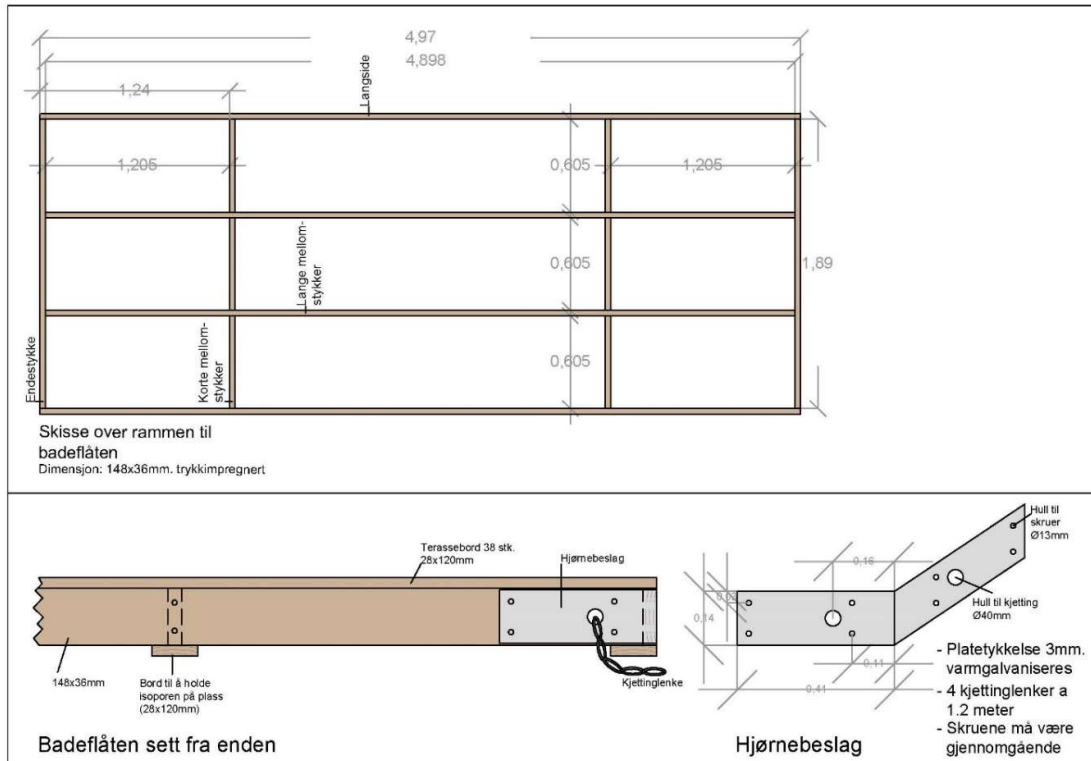 4,97
4,898
1,24
Langside
1,205
0,605
1,205
0,605
1,89
Lange mellom-
stykker
0,605
Endestykke
Korte mellom-
stykker
Skisse over rammen til
badeflåten
Dimensjon: 148x36mm. trykkimpregnert
Terassebord 38 stk.
28x120mm
Hjørnebeslag
148x36mm
Bord til å holde
isoporen på plass
(28x120mm)
Kjettinglenke
Badeflåten sett fra enden
Hull til
skruer
Ø13mm
0,16
0,14
Hull til kjetting
Ø40mm
0,11
0,41
- Platetykkelse 3mm.
varmgalvaniseres
- 4 kjettinglenker a
1.2 meter
- Skruene må være
gjennomgående
Hjørnebeslag